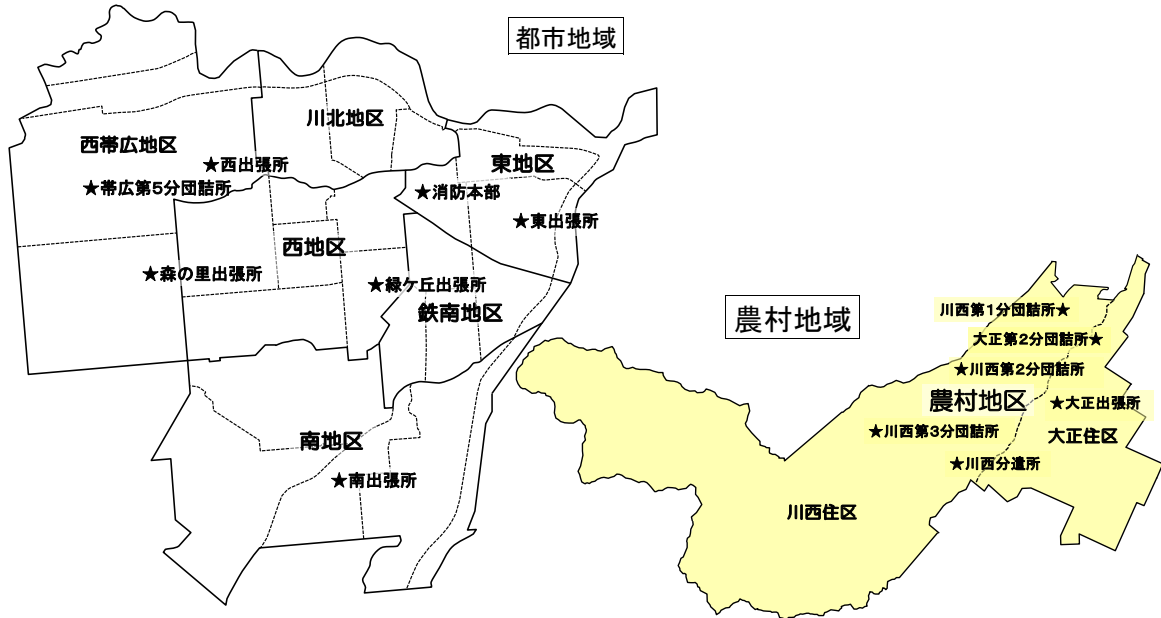 都市地域
川北地区
西帯広地区
★西出張所
東地区
★帯広第5分団詰所
★消防本部
★東出張所
西地区
★森の里出張所
★緑ケ丘出張所
鉄南地区
南地区
★南出張所
農村地域
川西第1分団詰所★
大正第2分団詰所★
★川西第2分団詰所
農村地区
★大正出張所
★川西第3分団詰所
大正住区
★川西分遣所
川西住区